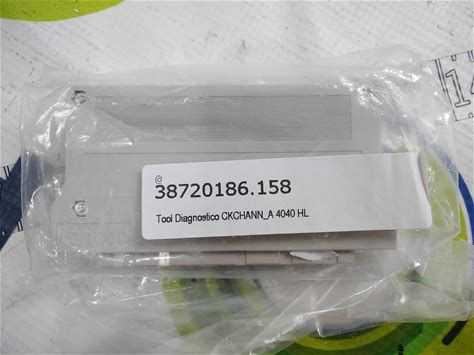 @
38720186.158
Tool Diagnostico CKCHANN_A 4040 HL